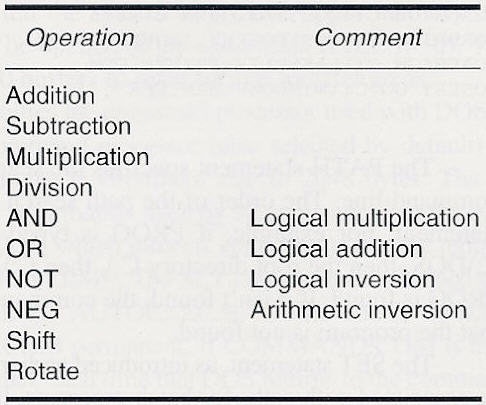 Operation Comment
Addition
Subtraction
Multiplication
Division
AND Logical multiplication
OR Logical addition
NOT Logical inversion
NEG Arithmetic inversion
Shift
Rotate